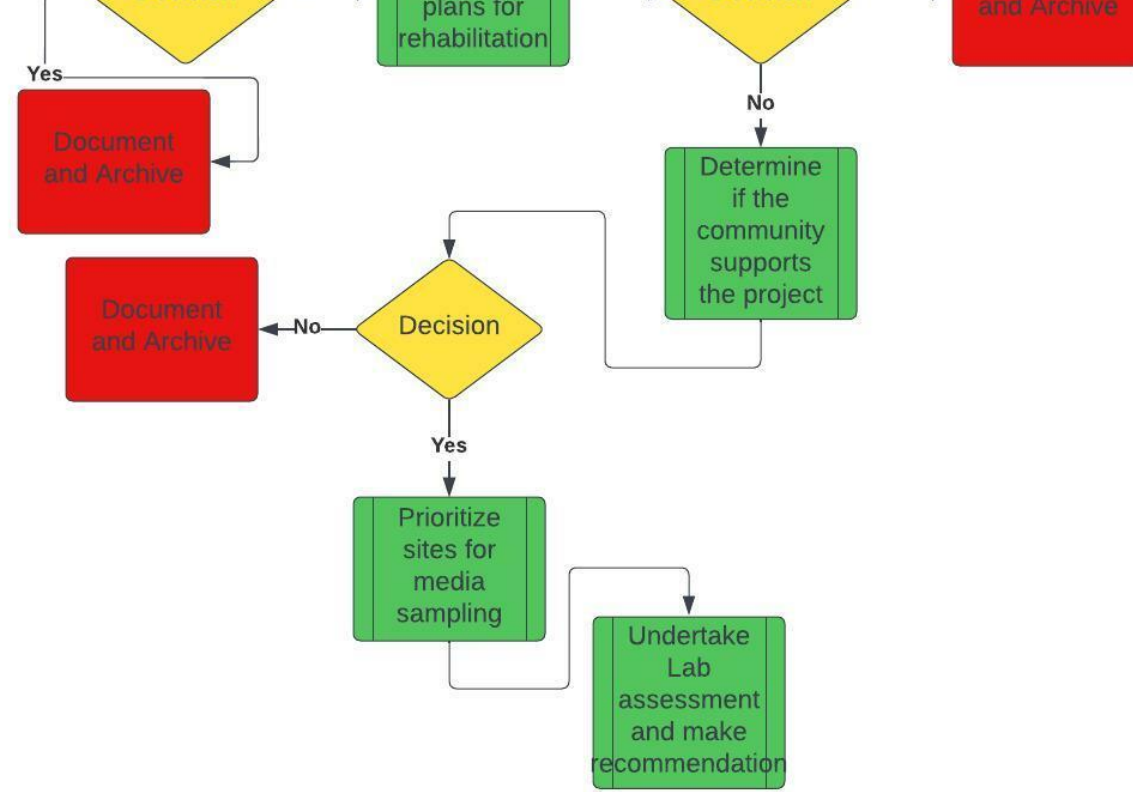 plans for
rehabilitation
and Archive
Yes
No
Document
and Archive
Determine
if the
community
supports
the project
Document
and Archive
No
Decision
Yes
Prioritize
sites for
media
sampling
Undertake
Lab
assessment
and make
recommendation